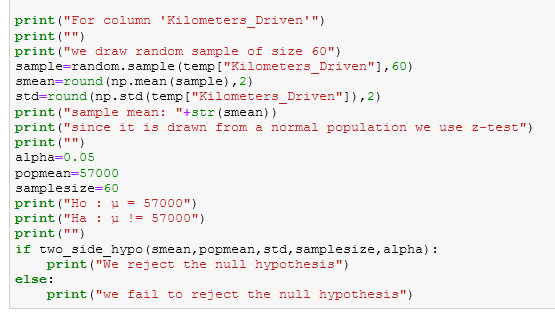 print("For column 'Kilometers_Driven'")
print("")
print("we draw random sample of size 60")
sample=random.sample(temp["Kilometers_Driven"],60)
smean=round(np.mean(sample),2)
std=round(np.std(temp["Kilometers_Driven"]),2)
print("sample mean: "+str(smean))
print("since it is drawn from a normal population we use z-test")
print("")
alpha=0.05
popmean=57000
samplesize=60
print("Ho : μ = 57000")
print("Ha : μ != 57000")
print("")
if two_side_hypo(smean,popmean,std,samplesize,alpha):
    print("We reject the null hypothesis")
else:
    print("we fail to reject the null hypothesis")